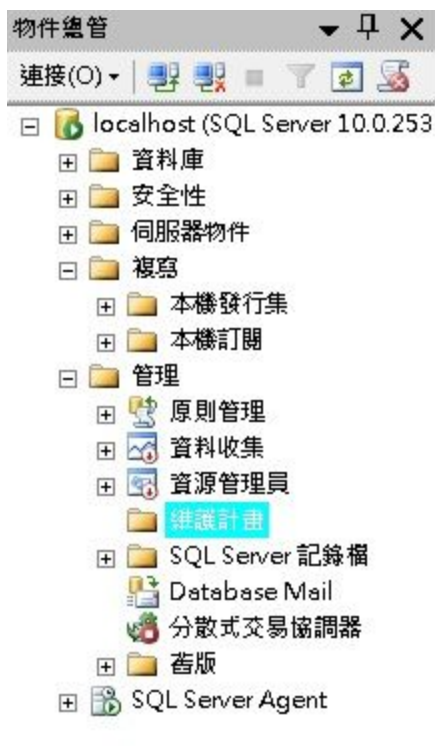 物件總管
連接(O)
localhost (SQL Server 10.0.253
資料庫
安全性
伺服器物件
複寫
本機發行集
本機訂閱
管理
原則管理
資料收集
資源管理員
維護計畫
SQL Server 記錄檔
Database Mail
分散式交易協調器
舊版
SQL Server Agent